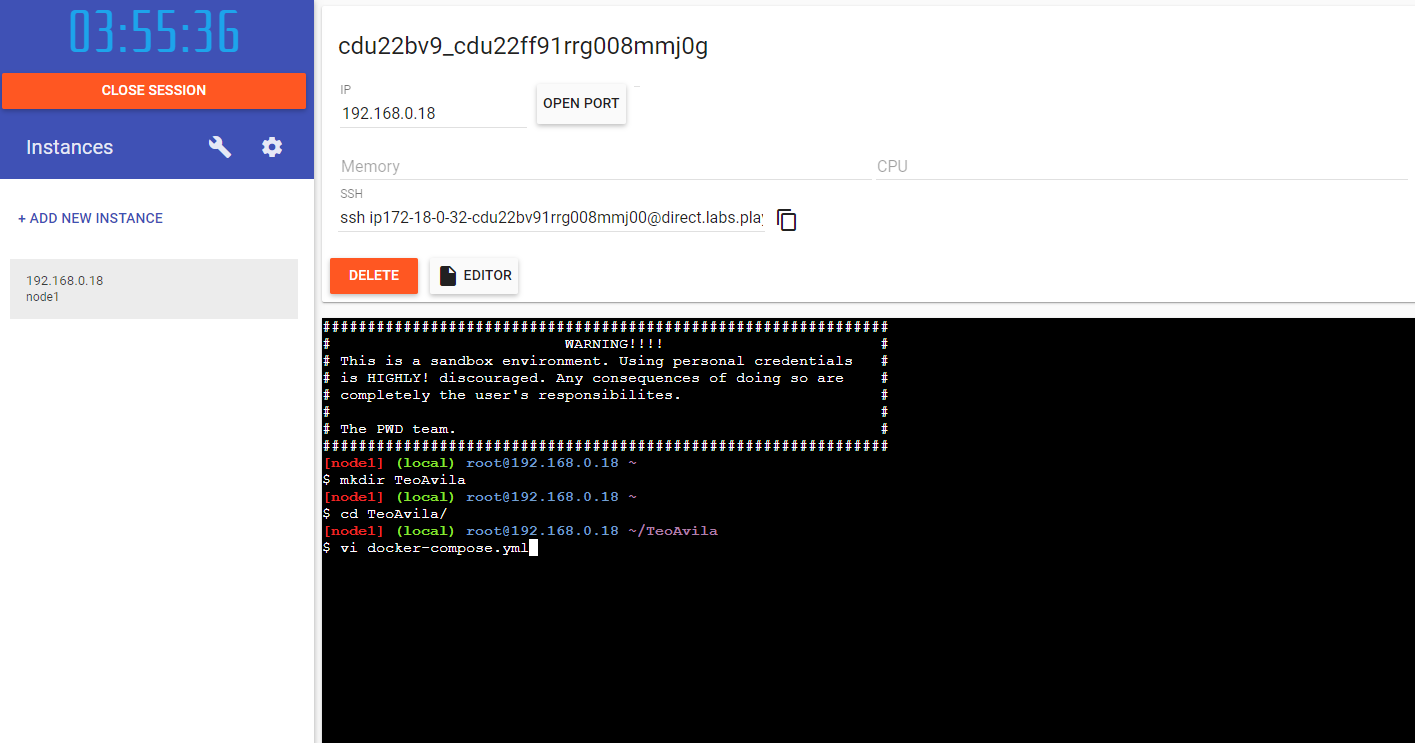 03:55:36
CLOSE SESSION
Instances
+ ADD NEW INSTANCE
192.168.0.18
node1
cdu22bv9_cdu22ff91rrg008mmj0g
IP
192.168.0.18
OPEN PORT
Memory
CPU
SSH
ssh ip172-18-0-32-cdu22bv91rrg008mmj00@direct.labs.play
DELETE
EDITOR
###############################################################
# WARNING!!!! #
# This is a sandbox environment. Using personal credentials #
# is HIGHLY! discouraged. Any consequences of doing so are #
# completely the user's responsibilites. #
# #
# The PWD team. #
###############################################################
[node1] (local) root@192.168.0.18 ~
$ mkdir TeoAvila
[node1] (local) root@192.168.0.18 ~
$ cd TeoAvila/
[node1] (local) root@192.168.0.18 ~/TeoAvila
$ vi docker-compose.yml